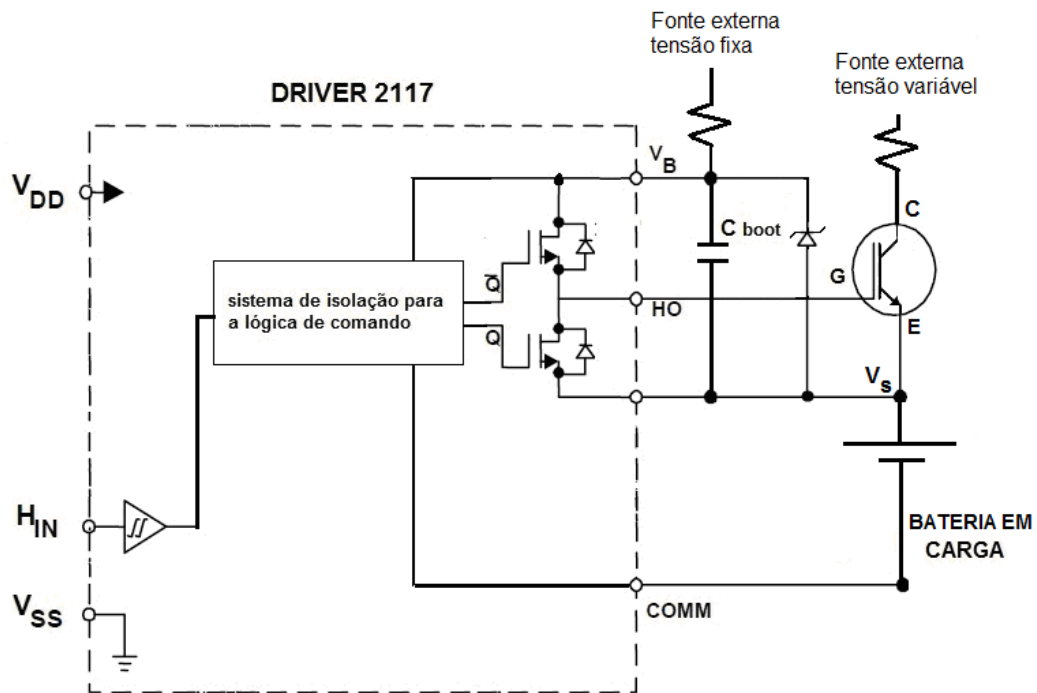 Fonte externa
tensão fixa
Fonte externa
tensão variável
DRIVER 2117
VDD
VB
C
C boot
G
E
Q̅
sistema de isolação para
a lógica de comando
HO
Q
Vs
HIN
BATERIA EM
CARGA
VSS
COMM